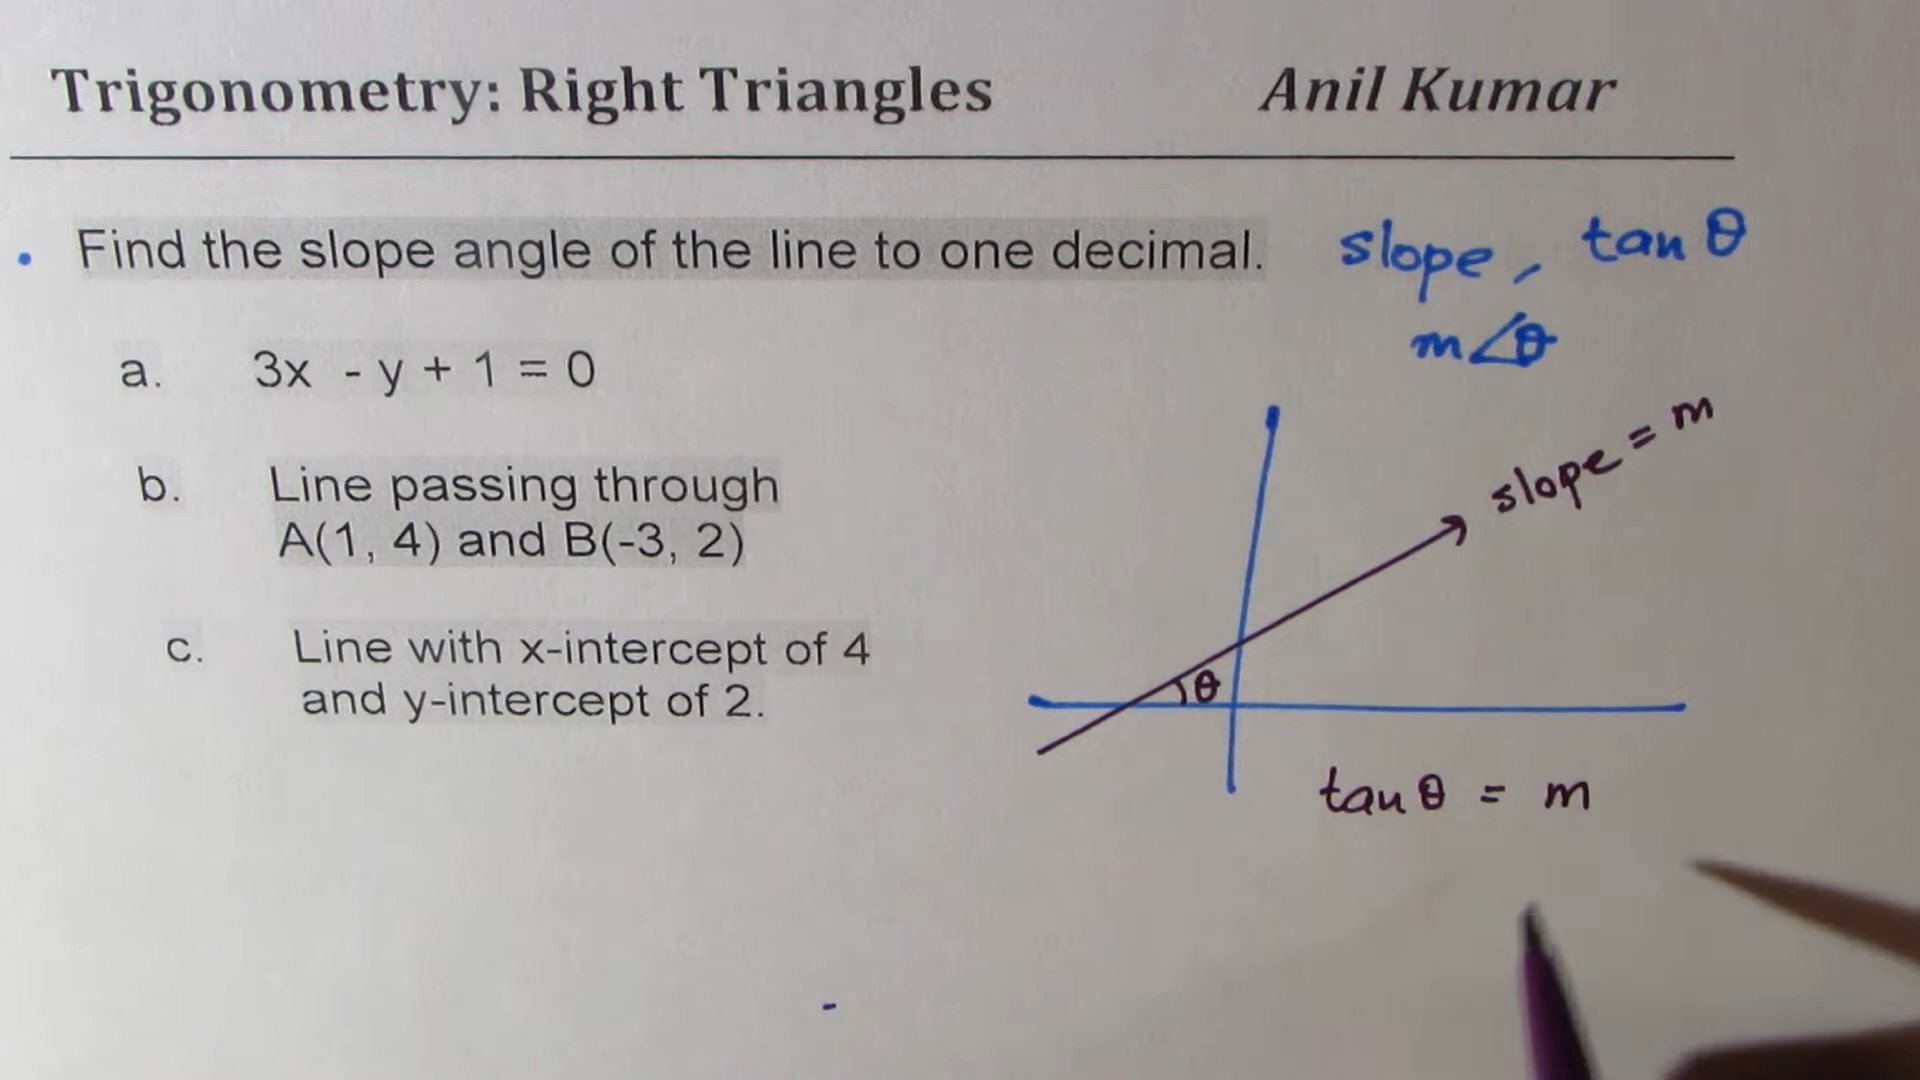 Trigonometry: Right Triangles Anil Kumar
Find the slope angle of the line to one decimal.
slope, tan θ
m∠θ
a. 3x - y + 1 = 0
b. Line passing through
A(1, 4) and B(-3, 2)
c. Line with x-intercept of 4
and y-intercept of 2.
slope = m
θ
tan θ = m